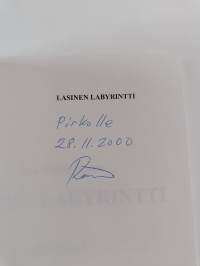 LASINEN LABYRINTTI
Pirkolle
28.11.2000